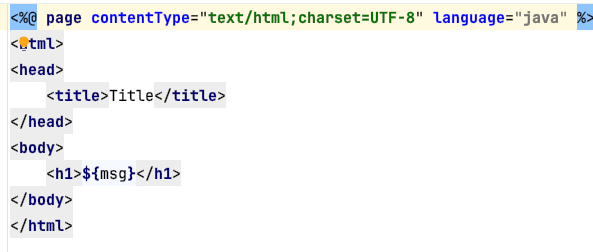 <%@ page contentType="text/html;charset=UTF-8" language="java" %>
<html>
<head>
    <title>Title</title>
</head>
<body>
    <h1>${msg}</h1>
</body>
</html>